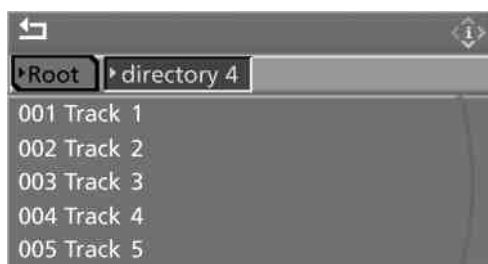 Root directory 4
001 Track 1
002 Track 2
003 Track 3
004 Track 4
005 Track 5